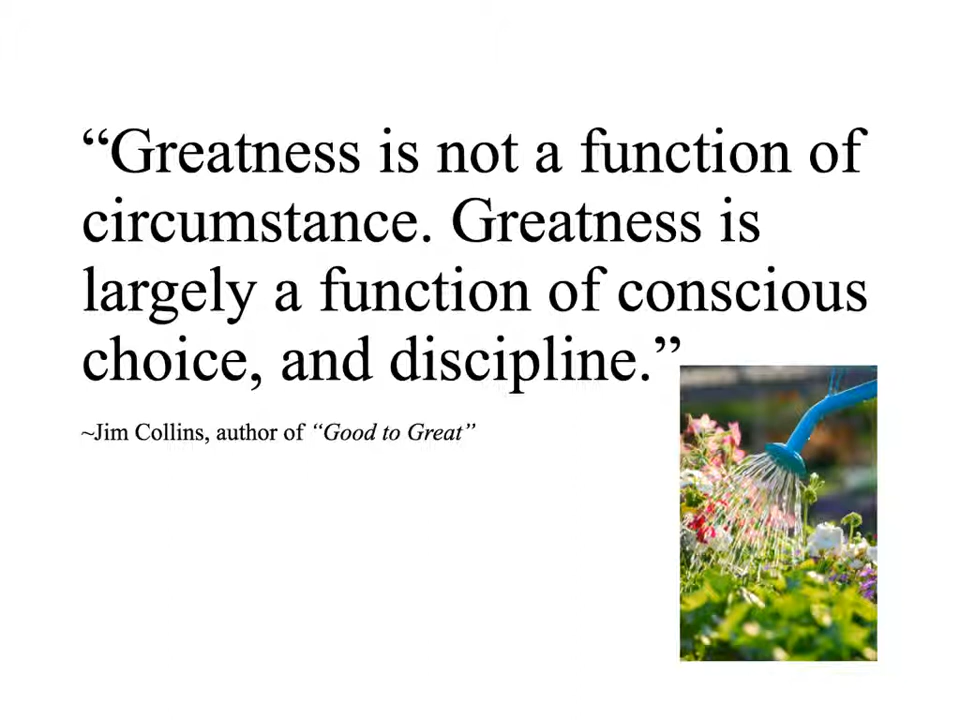 “Greatness is not a function of
circumstance. Greatness is
largely a function of conscious
choice, and discipline.”
~Jim Collins, author of “Good to Great”